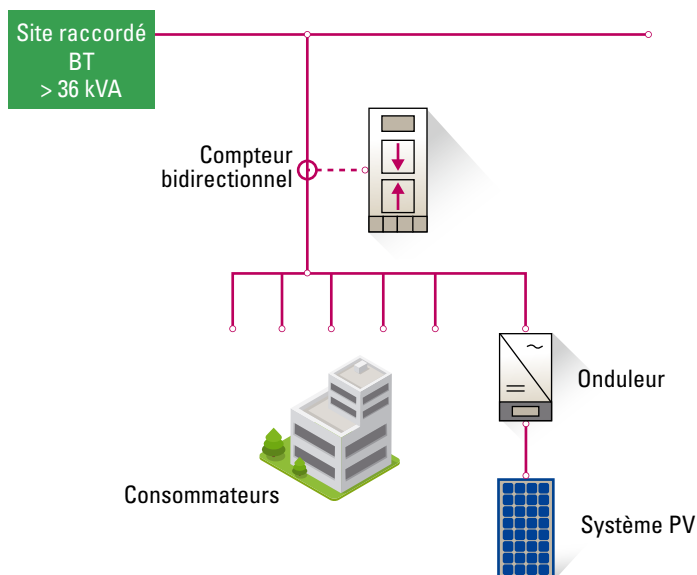 Site raccordé
BT
> 36 kVA
Compteur
bidirectionnel
Onduleur
Consommateurs
Système PV